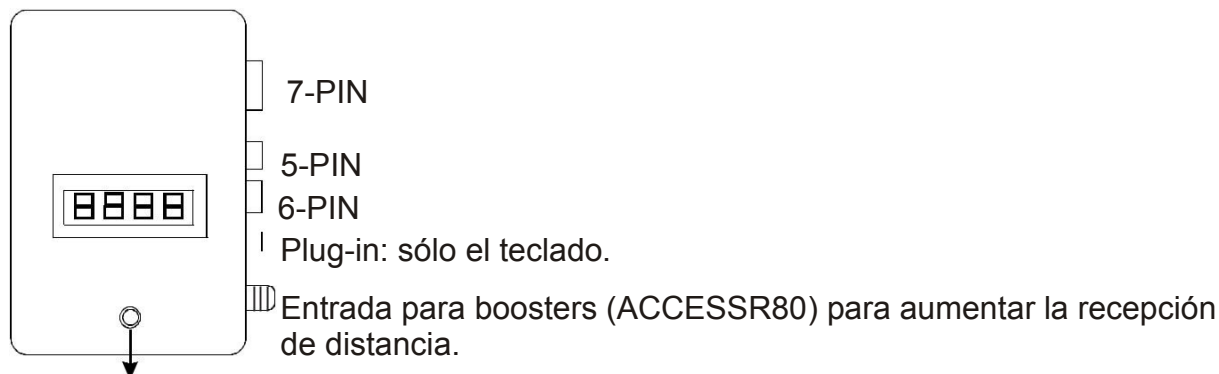 7-PIN
5-PIN
8888
6-PIN
Plug-in: sólo el teclado.
Entrada para boosters (ACCESSR80) para aumentar la recepción
de distancia.